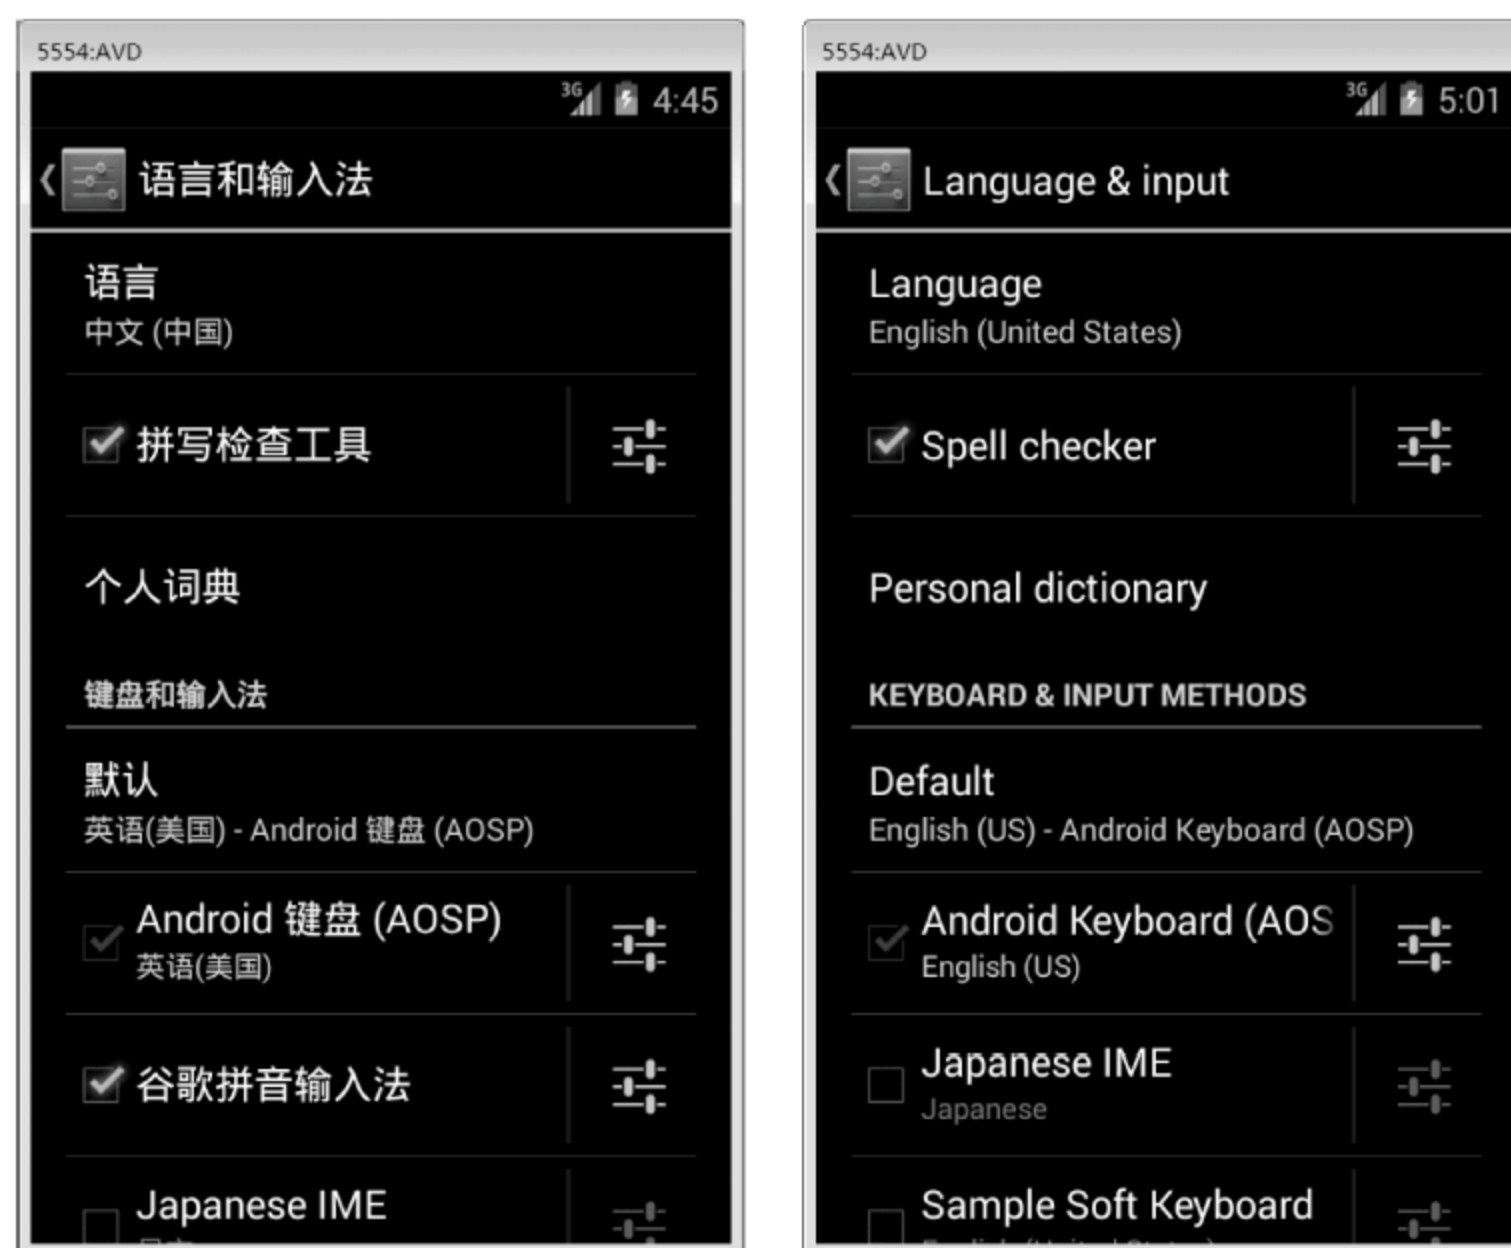 5554:AVD
3G 4:45
语言和输入法
语言
中文 (中国)
拼写检查工具
个人词典
键盘和输入法
默认
英语(美国) - Android 键盘 (AOSP)
Android 键盘 (AOSP)
英语(美国)
谷歌拼音输入法
Japanese IME
5554:AVD
3G 5:01
Language & input
Language
English (United States)
Spell checker
Personal dictionary
KEYBOARD & INPUT METHODS
Default
English (US) - Android Keyboard (AOSP)
Android Keyboard (AOS
English (US)
Japanese IME
Japanese
Sample Soft Keyboard